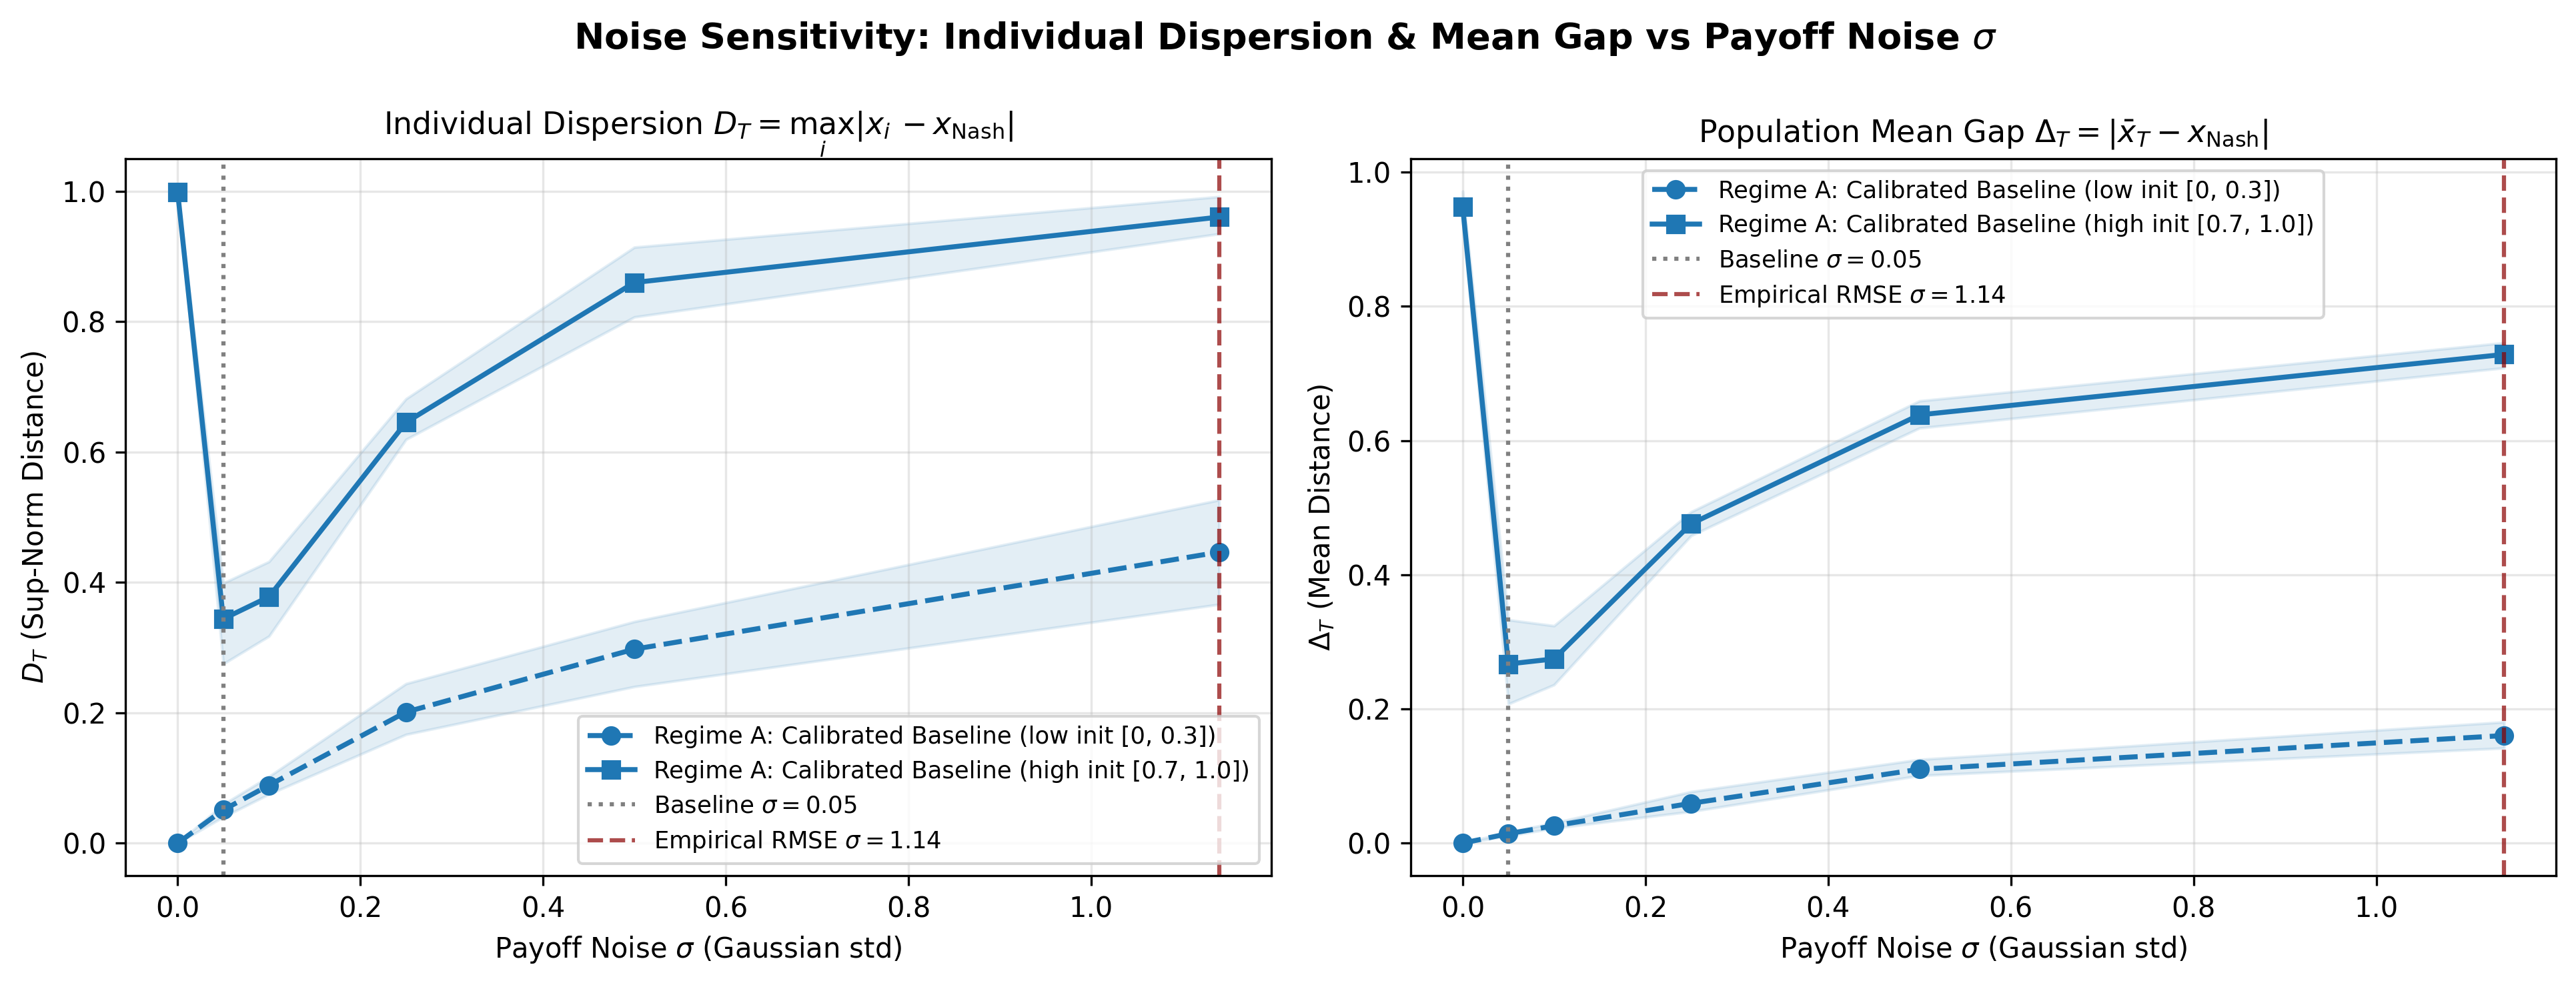 Noise Sensitivity: Individual Dispersion & Mean Gap vs Payoff Noise σ
Individual Dispersion D_T = max_i |x_i − x_Nash|
1.0
0.8
0.6
0.4
0.2
0.0
D_T (Sup-Norm Distance)
Regime A: Calibrated Baseline (low init [0, 0.3])
Regime A: Calibrated Baseline (high init [0.7, 1.0])
Baseline σ = 0.05
Empirical RMSE σ = 1.14
0.0 0.2 0.4 0.6 0.8 1.0
Payoff Noise σ (Gaussian std)
Population Mean Gap Δ_T = |x̄_T − x_Nash|
1.0
0.8
0.6
0.4
0.2
0.0
Δ_T (Mean Distance)
Regime A: Calibrated Baseline (low init [0, 0.3])
Regime A: Calibrated Baseline (high init [0.7, 1.0])
Baseline σ = 0.05
Empirical RMSE σ = 1.14
0.0 0.2 0.4 0.6 0.8 1.0
Payoff Noise σ (Gaussian std)